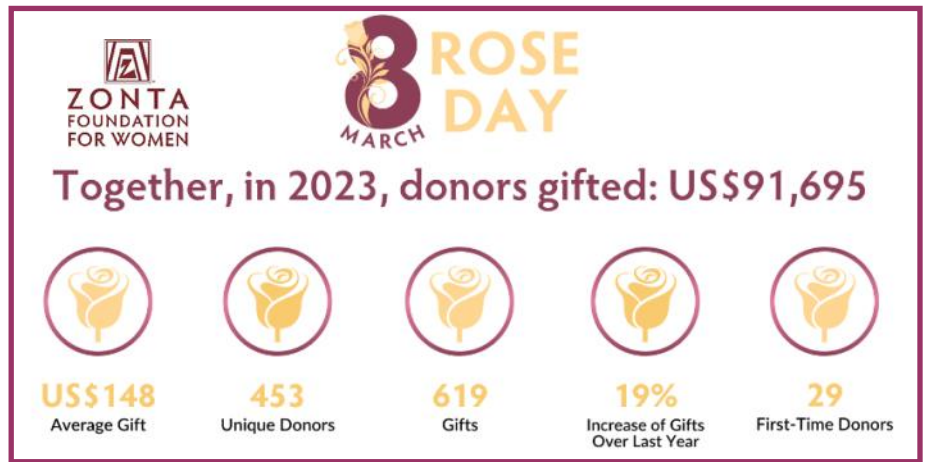 ZONTA
FOUNDATION
FOR WOMEN
8
MARCH
ROSE
DAY
Together, in 2023, donors gifted: US$91,695
US$148
Average Gift
453
Unique Donors
619
Gifts
19%
Increase of Gifts
Over Last Year
29
First-Time Donors